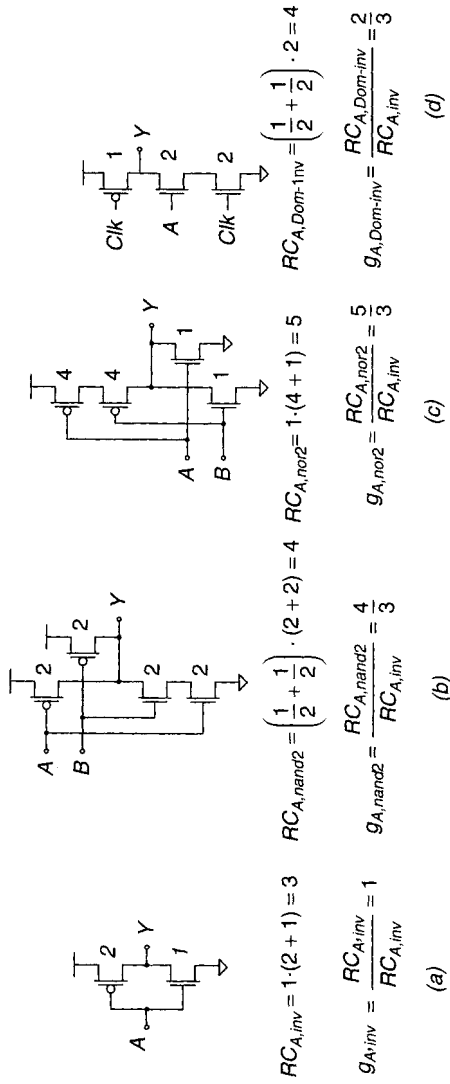 2
A
Y
1
RC_{A,inv} = 1·(2 + 1) = 3
g_{A,inv} = RC_{A,inv} / RC_{A,inv} = 1
(a)
A
2
B
2
Y
2
2
RC_{A,nand2} = (1/2 + 1/2) · (2 + 2) = 4
g_{A,nand2} = RC_{A,nand2} / RC_{A,inv} = 4/3
(b)
4
4
Y
A
1
B
1
RC_{A,nor2} = 1·(4 + 1) = 5
g_{A,nor2} = RC_{A,nor2} / RC_{A,inv} = 5/3
(c)
Clk
1
Y
A
2
Clk
2
RC_{A,Dom-1nv} = (1/2 + 1/2) · 2 = 4
g_{A,Dom-inv} = RC_{A,Dom-inv} / RC_{A,inv} = 2/3
(d)